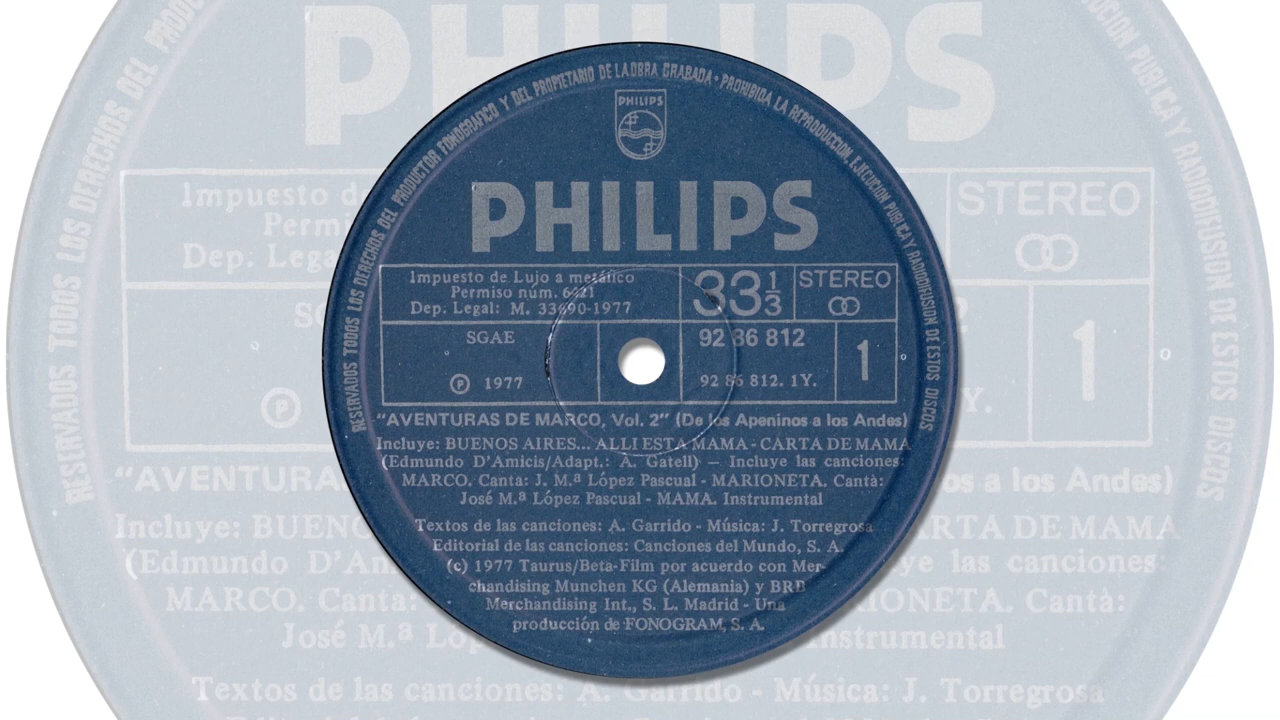 RESERVADOS TODOS LOS DERECHOS DEL PRODUCTOR FONOGRAFICO Y DEL PROPIETARIO DE LA OBRA GRABADA · PROHIBIDA LA REPRODUCCION, EJECUCION PUBLICA Y RADIODIFUSION DE ESTOS DISCOS
PHILIPS
PHILIPS
Impuesto de Lujo a metálico
Permiso núm. 6421
Dep. Legal: M. 33690-1977
33 1/3
STEREO
SGAE
Ⓟ 1977
92 86 812
92 86 812. 1Y.
1
"AVENTURAS DE MARCO, Vol. 2" (De los Apeninos a los Andes)
Incluye: BUENOS AIRES... ALLI ESTA MAMA - CARTA DE MAMA
(Edmundo D'Amicis/Adapt.: A. Gatell) — Incluye las canciones:
MARCO. Canta: J. M.ª López Pascual - MARIONETA. Canta:
José M.ª López Pascual - MAMA. Instrumental
Textos de las canciones: A. Garrido - Música: J. Torregrosa
Editorial de las canciones: Canciones del Mundo, S. A.
(c) 1977 Taurus/Beta-Film por acuerdo con Mer-
chandising Munchen KG (Alemania) y BRB
Merchandising Int., S. L. Madrid - Una
producción de FONOGRAM, S. A.